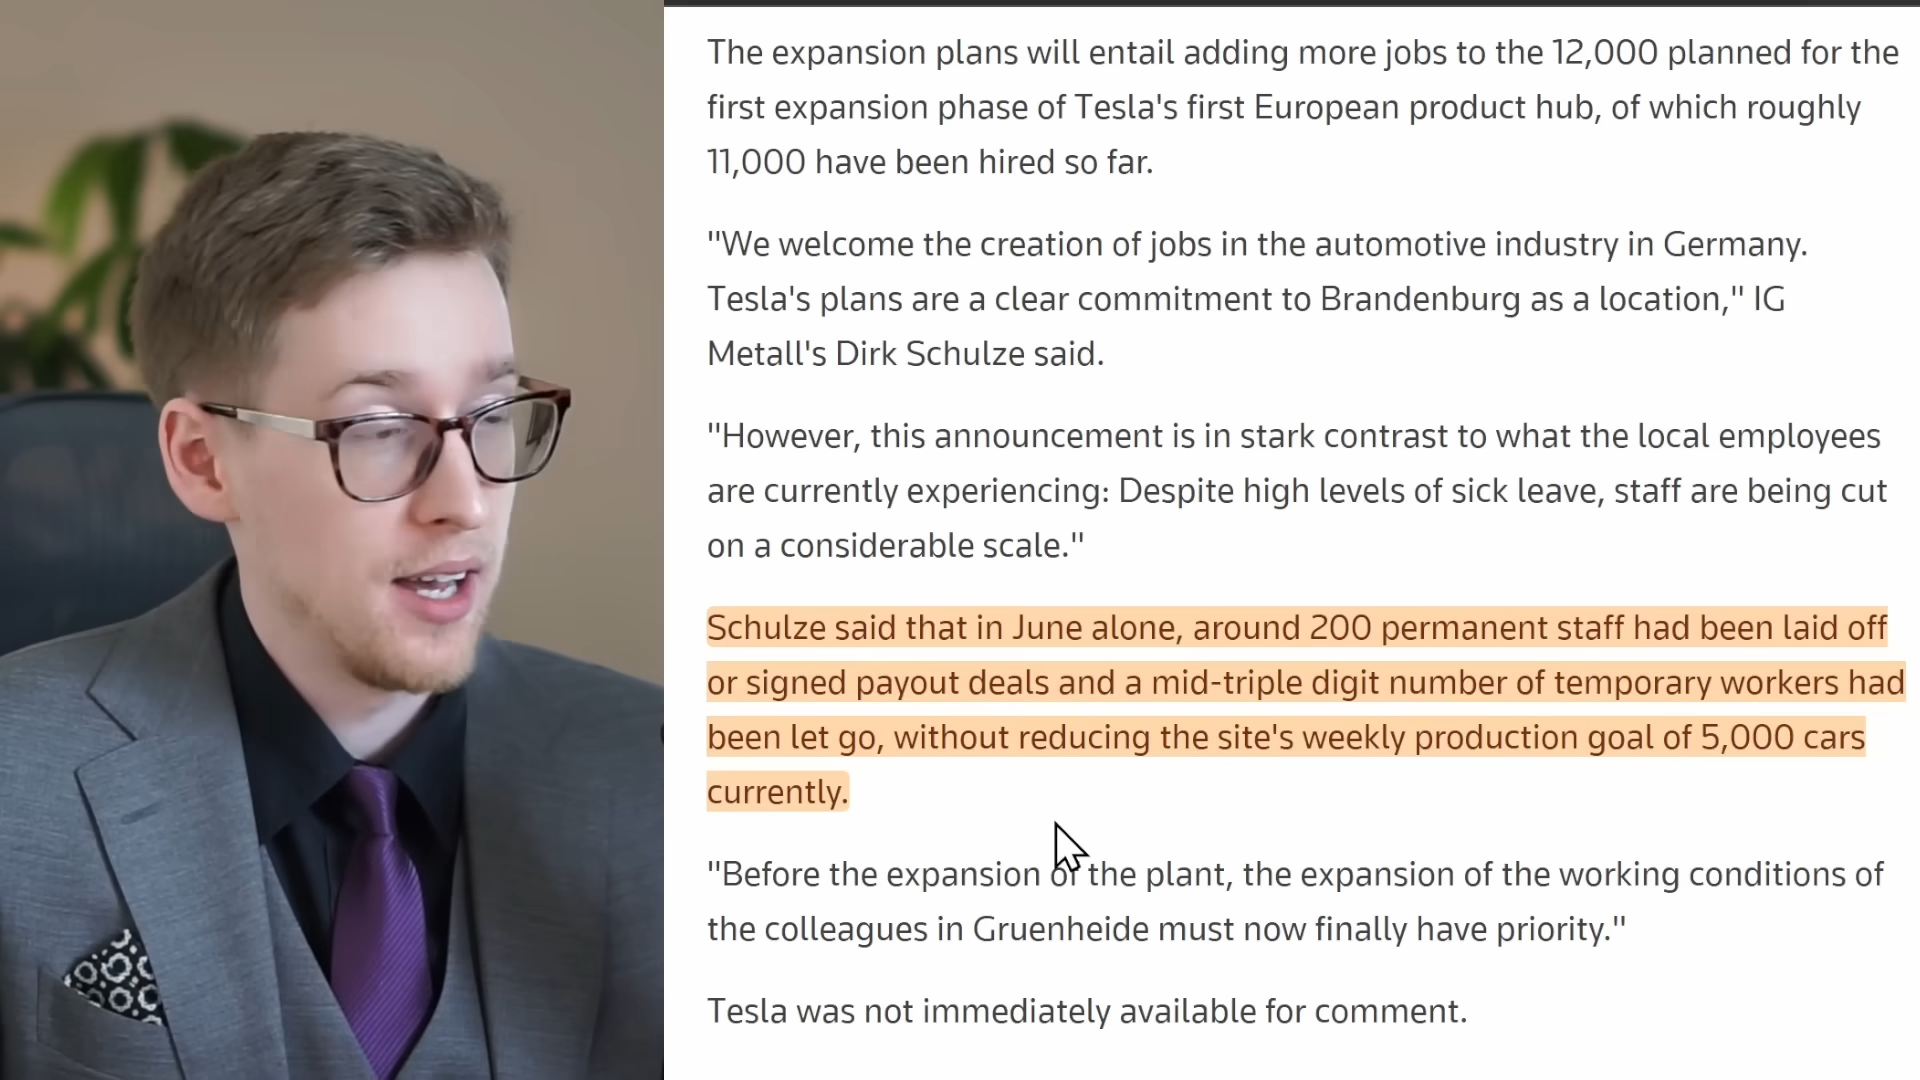 The expansion plans will entail adding more jobs to the 12,000 planned for the
first expansion phase of Tesla's first European product hub, of which roughly
11,000 have been hired so far.
"We welcome the creation of jobs in the automotive industry in Germany.
Tesla's plans are a clear commitment to Brandenburg as a location," IG
Metall's Dirk Schulze said.
"However, this announcement is in stark contrast to what the local employees
are currently experiencing: Despite high levels of sick leave, staff are being cut
on a considerable scale."
Schulze said that in June alone, around 200 permanent staff had been laid off
or signed payout deals and a mid-triple digit number of temporary workers had
been let go, without reducing the site's weekly production goal of 5,000 cars
currently.
"Before the expansion of the plant, the expansion of the working conditions of
the colleagues in Gruenheide must now finally have priority."
Tesla was not immediately available for comment.